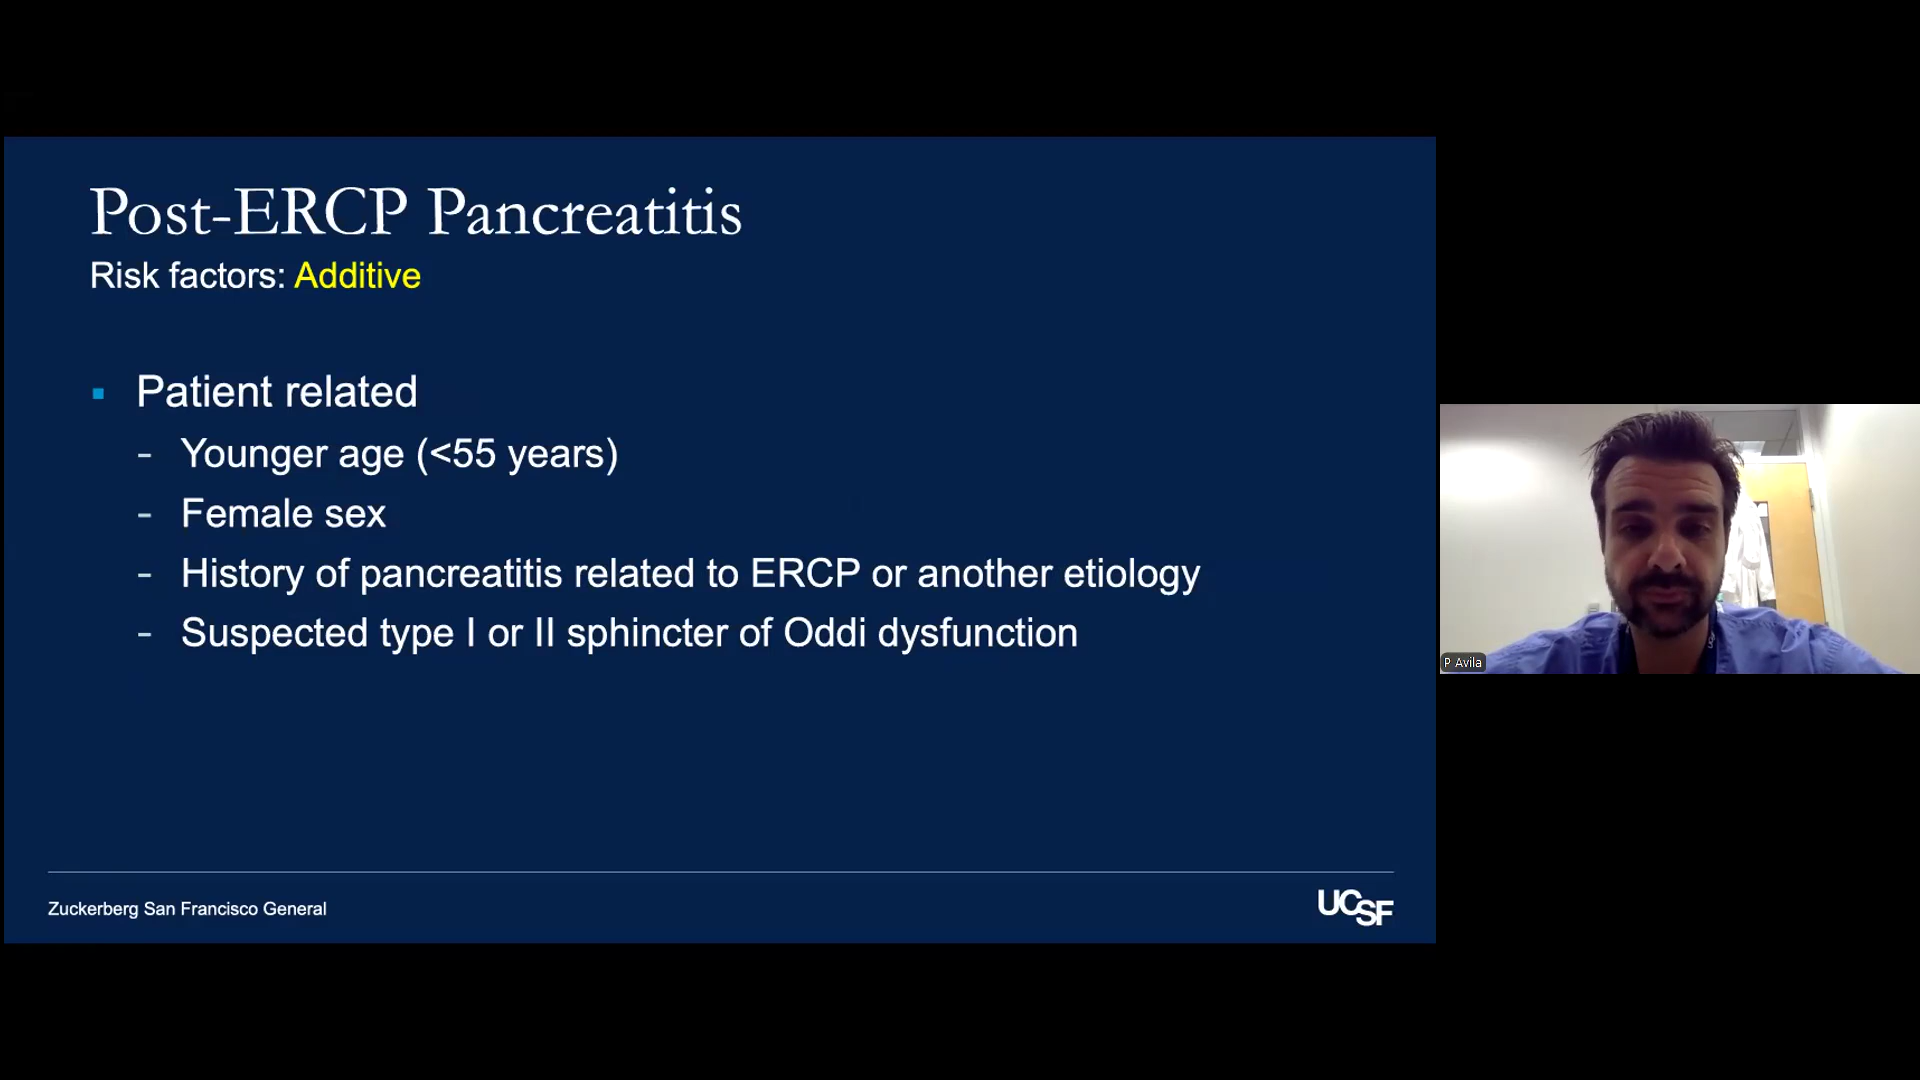 Post-ERCP Pancreatitis
Risk factors: Additive
▪ Patient related
- Younger age (<55 years)
- Female sex
- History of pancreatitis related to ERCP or another etiology
- Suspected type I or II sphincter of Oddi dysfunction
P Avila
Zuckerberg San Francisco General
UCSF